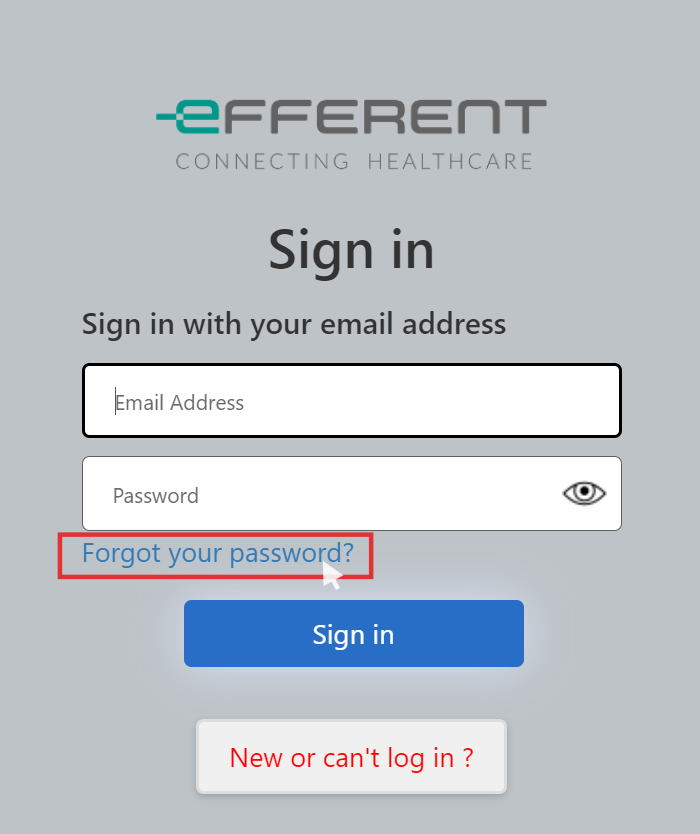 EFFERENT
CONNECTING HEALTHCARE
Sign in
Sign in with your email address
Email Address
Password
Forgot your password?
Sign in
New or can't log in ?